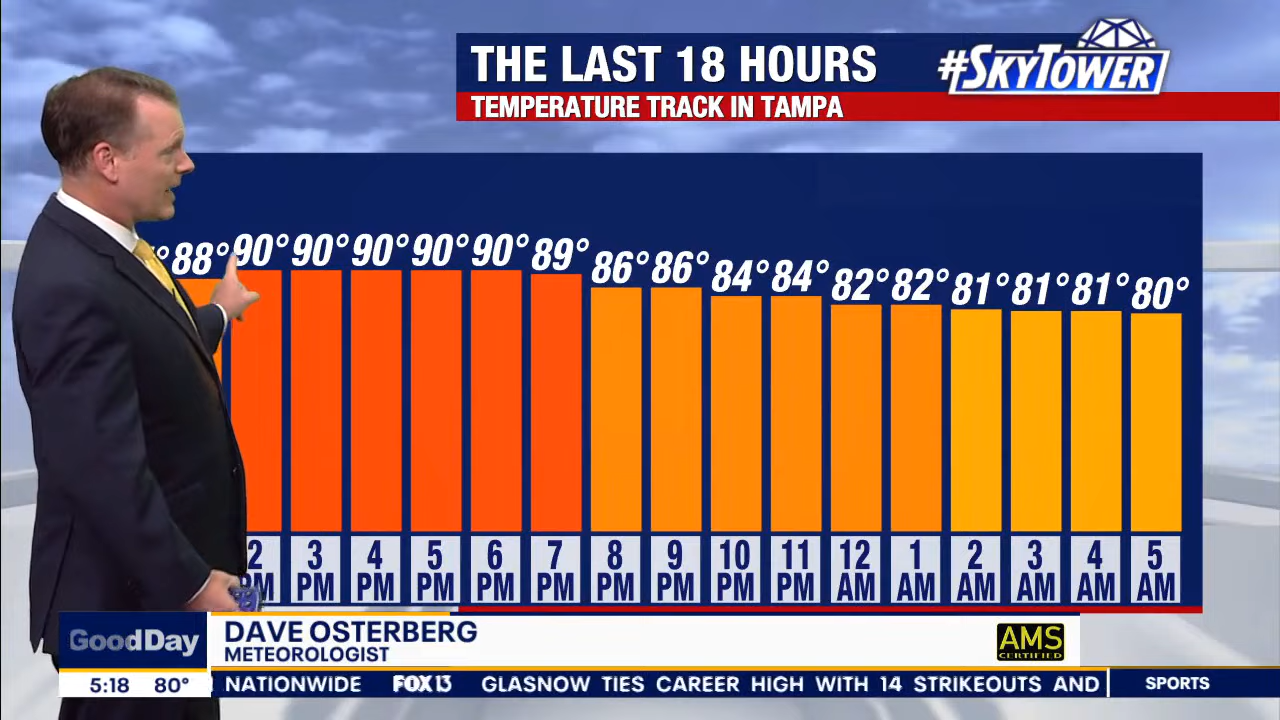 THE LAST 18 HOURS
#SKYTOWER
TEMPERATURE TRACK IN TAMPA
88° 90° 90° 90° 90° 90° 89° 86° 86° 84° 84° 82° 82° 81° 81° 81° 80°
2 3 4 5 6 7 8 9 10 11 12 1 2 3 4 5
PM PM PM PM PM PM PM PM PM PM AM AM AM AM AM AM
GoodDay
DAVE OSTERBERG
METEOROLOGIST
AMS
CERTIFIED
5:18 80° NATIONWIDE FOX13 GLASNOW TIES CAREER HIGH WITH 14 STRIKEOUTS AND SPORTS